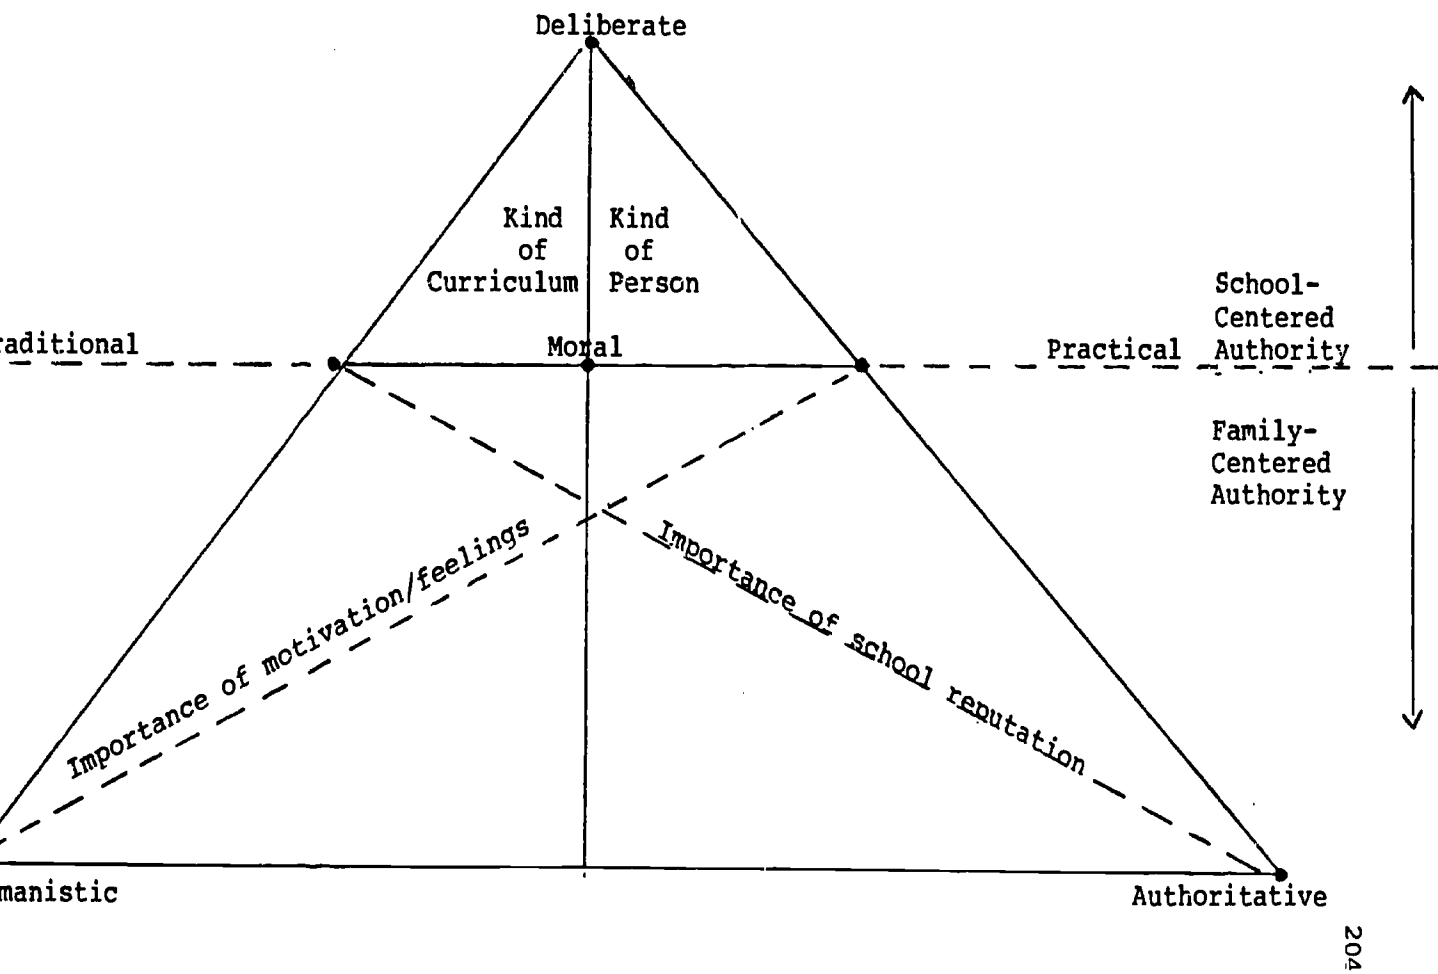 Deliberate
Kind
of
Curriculum
Kind
of
Person
School-
Centered
Authority
raditional
Moral
Practical
Family-
Centered
Authority
Importance of motivation/feelings
Importance of school reputation
manistic
Authoritative
204